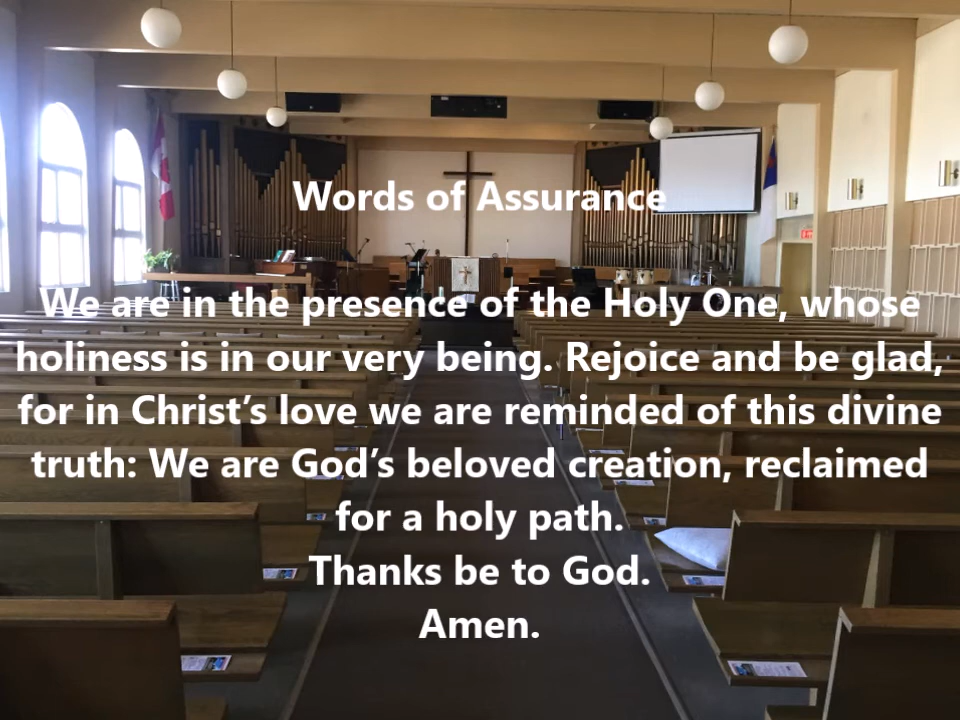 Words of Assurance
We are in the presence of the Holy One, whose
holiness is in our very being. Rejoice and be glad,
for in Christ’s love we are reminded of this divine
truth: We are God’s beloved creation, reclaimed
for a holy path.
Thanks be to God.
Amen.